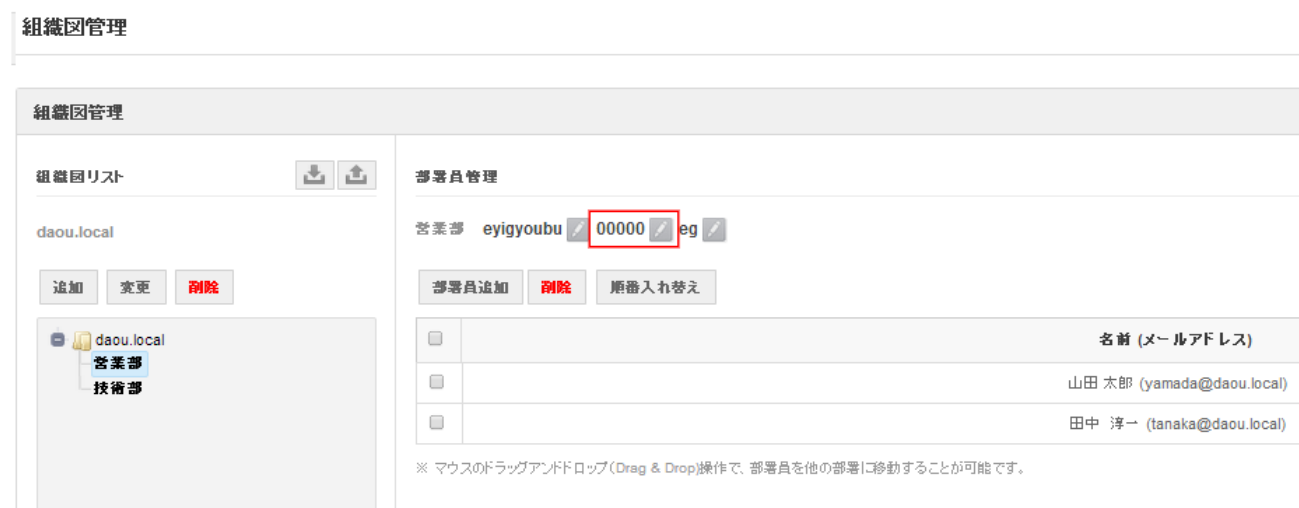 組織図管理
組織図管理
組織図リスト
daou.local
追加 変更 削除
daou.local
営業部
技術部
部署員管理
営業部 eyigyoubu 00000 eg
部署員追加 削除 順番入れ替え
名前 (メールアドレス)
山田 太郎 (yamada@daou.local)
田中 淳一 (tanaka@daou.local)
※ マウスのドラッグアンドドロップ(Drag & Drop)操作で、部署員を他の部署に移動することが可能です。